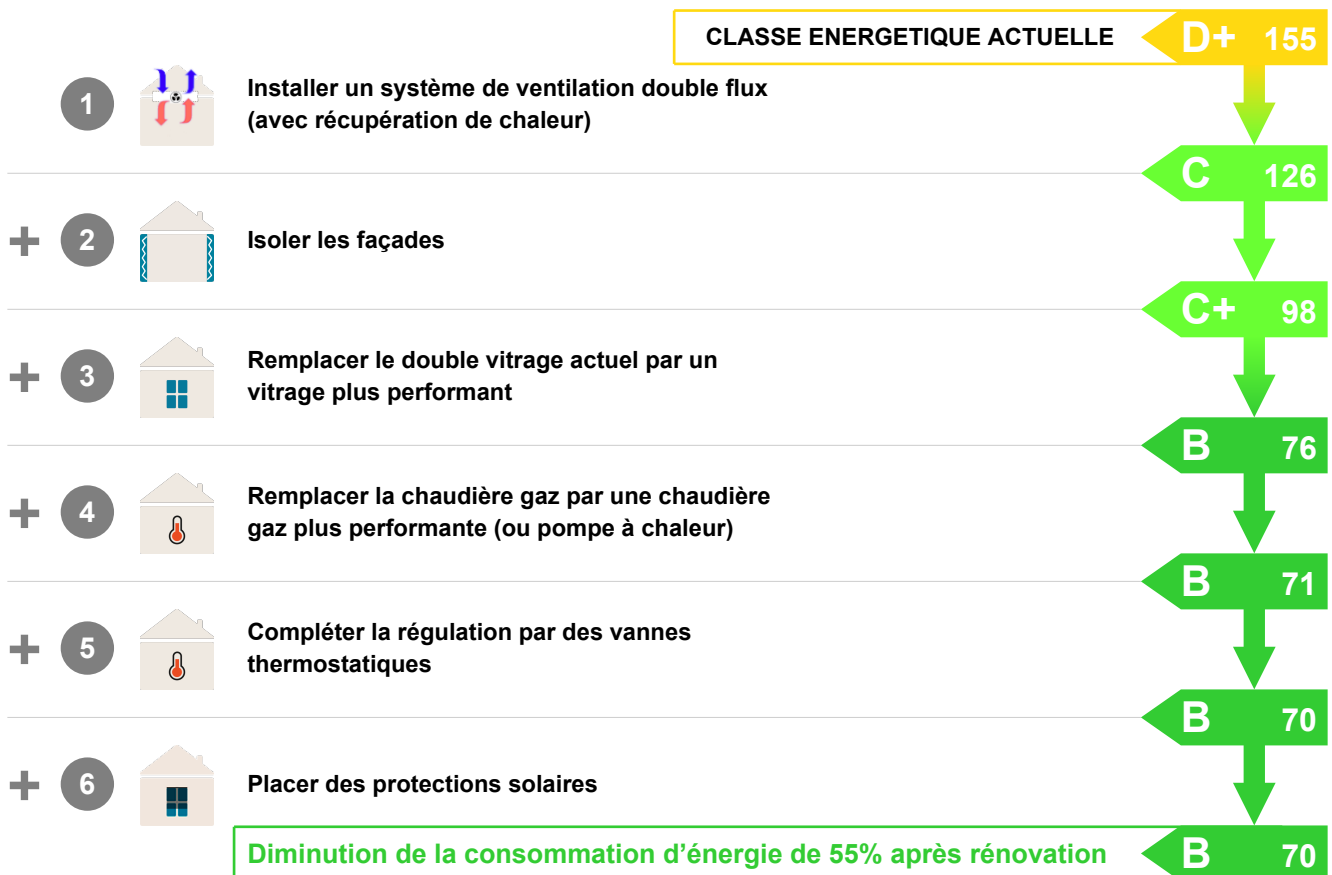 CLASSE ENERGETIQUE ACTUELLE D+ 155
1 Installer un système de ventilation double flux
(avec récupération de chaleur)
C 126
+ 2 Isoler les façades
C+ 98
+ 3 Remplacer le double vitrage actuel par un
vitrage plus performant
B 76
+ 4 Remplacer la chaudière gaz par une chaudière
gaz plus performante (ou pompe à chaleur)
B 71
+ 5 Compléter la régulation par des vannes
thermostatiques
B 70
+ 6 Placer des protections solaires
Diminution de la consommation d’énergie de 55% après rénovation B 70